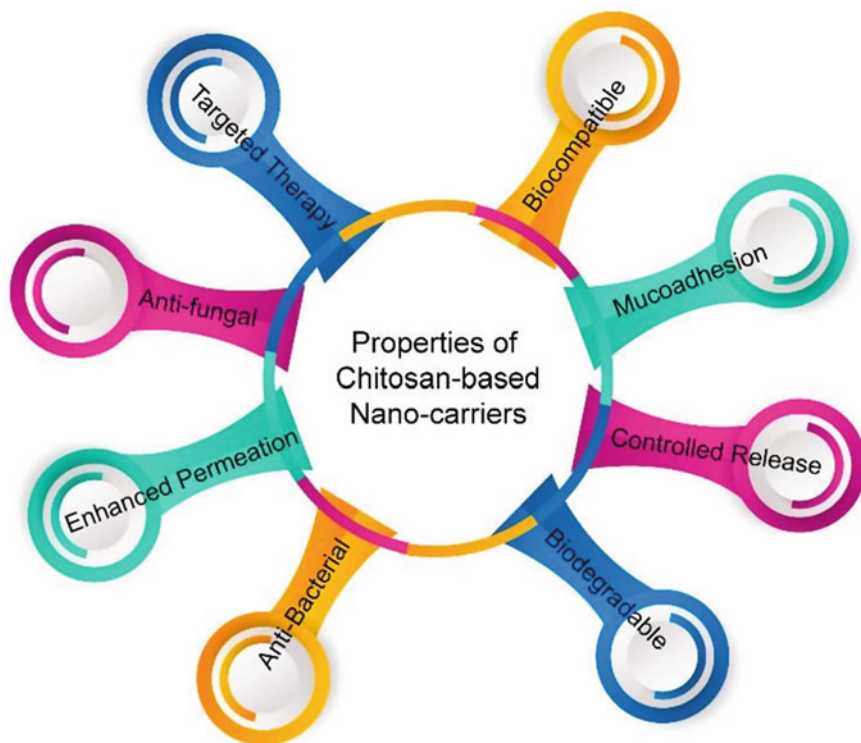 Properties of
Chitosan-based
Nano-carriers
Biocompatible
Mucoadhesion
Controlled Release
Biodegradable
Anti-Bacterial
Enhanced Permeation
Anti-fungal
Targeted Therapy